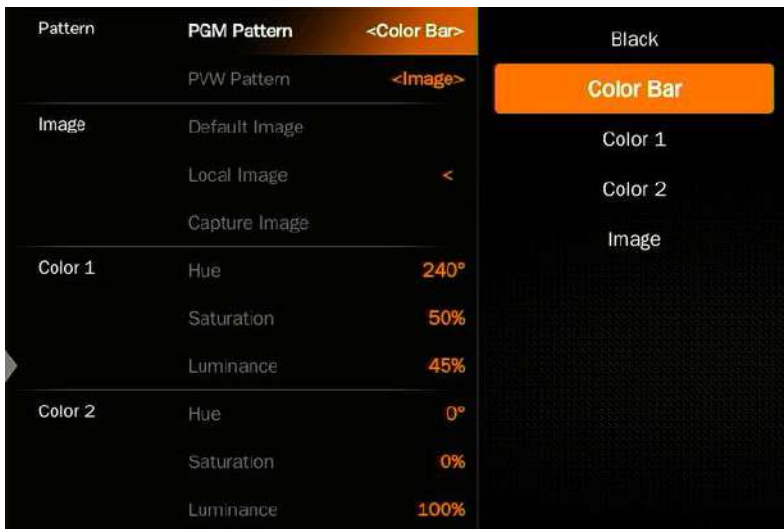 Pattern PGM Pattern <Color Bar>
PVW Pattern <Image>
Image Default Image
Local Image <
Capture Image
Color 1 Hue 240°
Saturation 50%
Luminance 45%
Color 2 Hue 0°
Saturation 0%
Luminance 100%
Black
Color Bar
Color 1
Color 2
Image